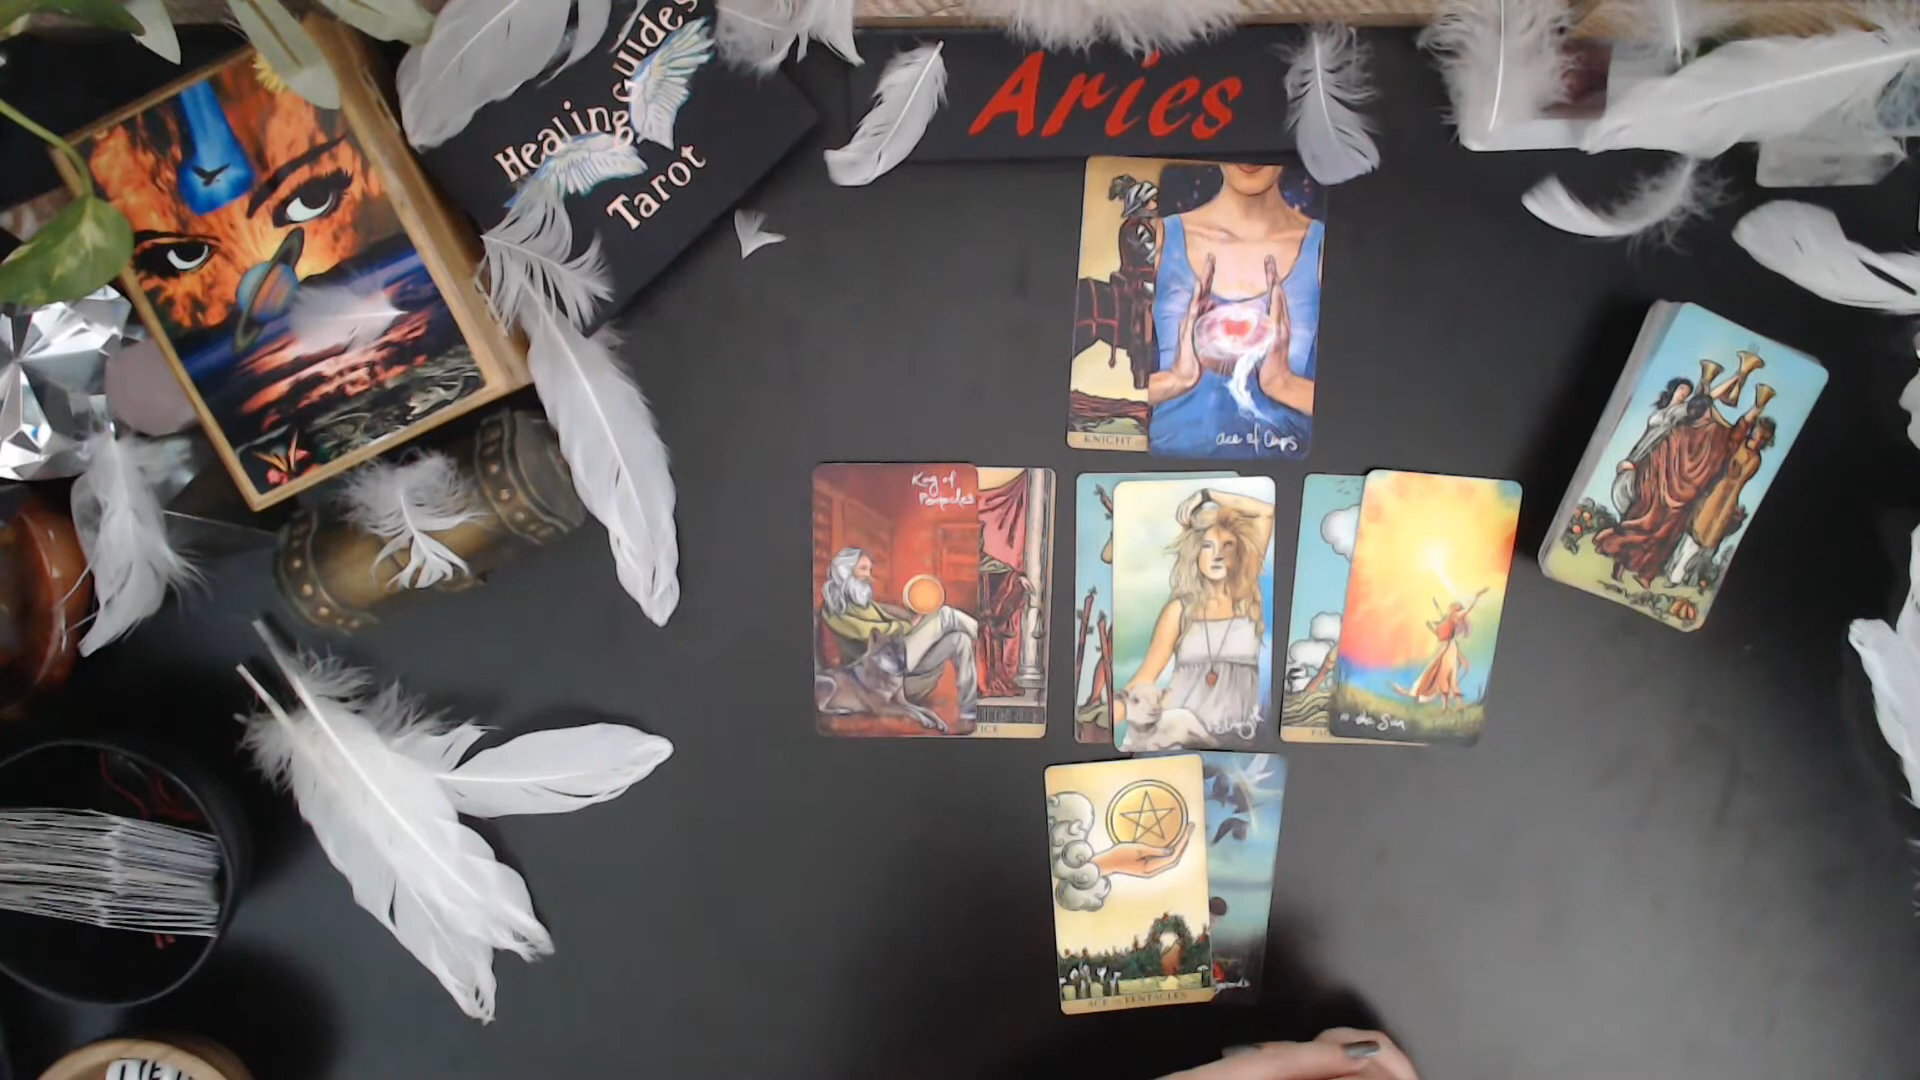 Healing
Guides
Tarot
Aries
KNIGHT
ace of Cups
King of
Pentacles
the Sun
ACE OF PENTACLES